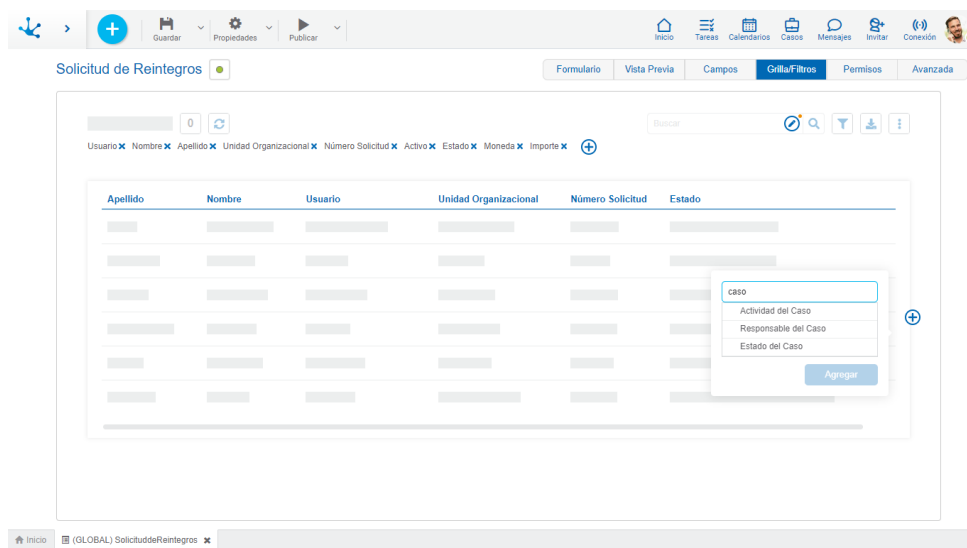 Guardar Propiedades Publicar Inicio Tareas Calendarios Casos Mensajes Invitar Conexión
Solicitud de Reintegros Formulario Vista Previa Campos Grilla/Filtros Permisos Avanzada
0 Buscar
Usuario Nombre Apellido Unidad Organizacional Número Solicitud Activo Estado Moneda Importe
Apellido Nombre Usuario Unidad Organizacional Número Solicitud Estado
caso
Actividad del Caso
Responsable del Caso
Estado del Caso
Agregar
Inicio (GLOBAL) SolicituddeReintegros